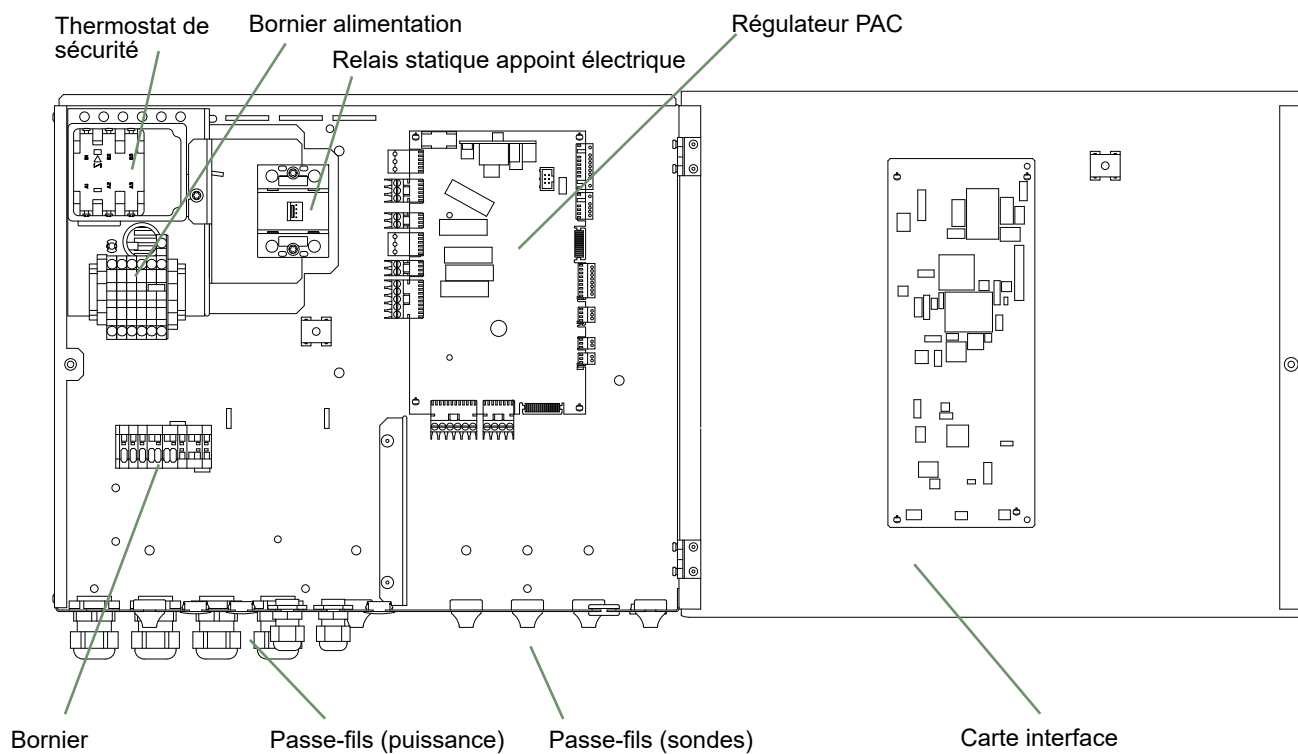 Thermostat de
sécurité
Bornier alimentation
Relais statique appoint électrique
Régulateur PAC
Bornier
Passe-fils (puissance)
Passe-fils (sondes)
Carte interface